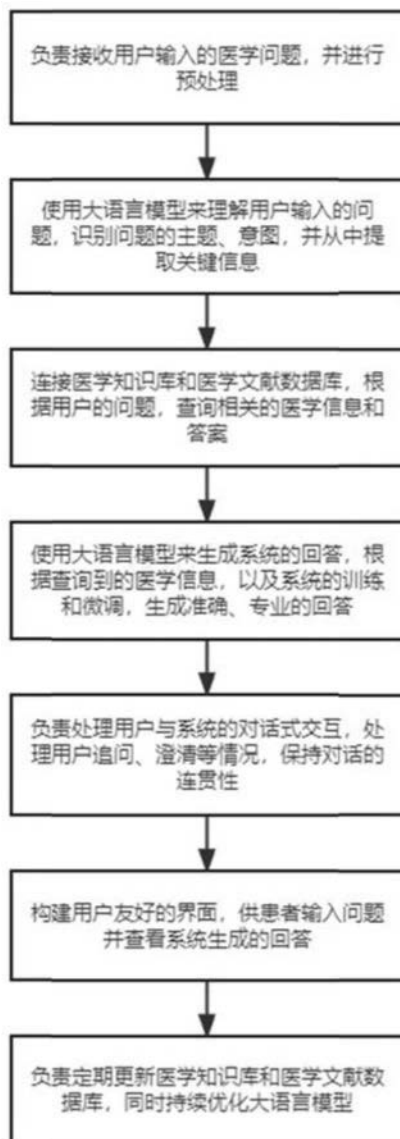 负责接收用户输入的医学问题，并进行
预处理
使用大语言模型来理解用户输入的问
题，识别问题的主题、意图，并从中提
取关键信息
连接医学知识库和医学文献数据库，根
据用户的问题，查询相关的医学信息和
答案
使用大语言模型来生成系统的回答，根
据查询到的医学信息，以及系统的训练
和微调，生成准确、专业的回答
负责处理用户与系统的对话式交互，处
理用户追问、澄清等情况，保持对话的
连贯性
构建用户友好的界面，供患者输入问题
并查看系统生成的回答
负责定期更新医学知识库和医学文献数
据库，同时持续优化大语言模型